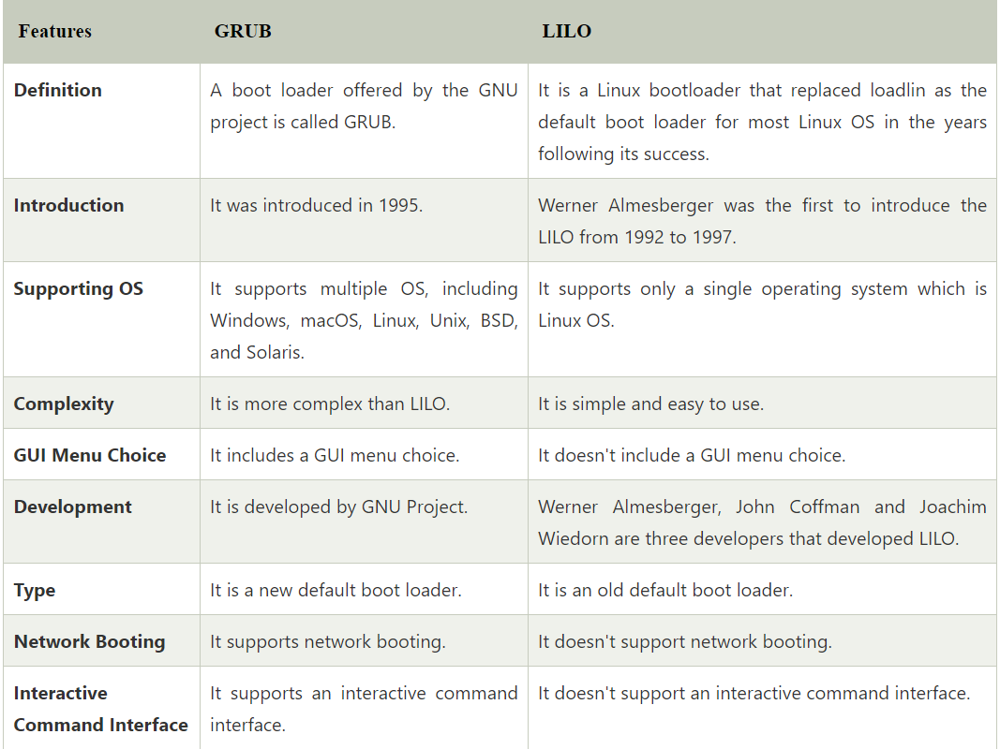 Features GRUB LILO
Definition
A boot loader offered by the GNU
project is called GRUB.
It is a Linux bootloader that replaced loadlin as the
default boot loader for most Linux OS in the years
following its success.
Introduction
It was introduced in 1995.
Werner Almesberger was the first to introduce the
LILO from 1992 to 1997.
Supporting OS
It supports multiple OS, including
Windows, macOS, Linux, Unix, BSD,
and Solaris.
It supports only a single operating system which is
Linux OS.
Complexity
It is more complex than LILO.
It is simple and easy to use.
GUI Menu Choice
It includes a GUI menu choice.
It doesn't include a GUI menu choice.
Development
It is developed by GNU Project.
Werner Almesberger, John Coffman and Joachim
Wiedorn are three developers that developed LILO.
Type
It is a new default boot loader.
It is an old default boot loader.
Network Booting
It supports network booting.
It doesn't support network booting.
Interactive
Command Interface
It supports an interactive command
interface.
It doesn't support an interactive command interface.